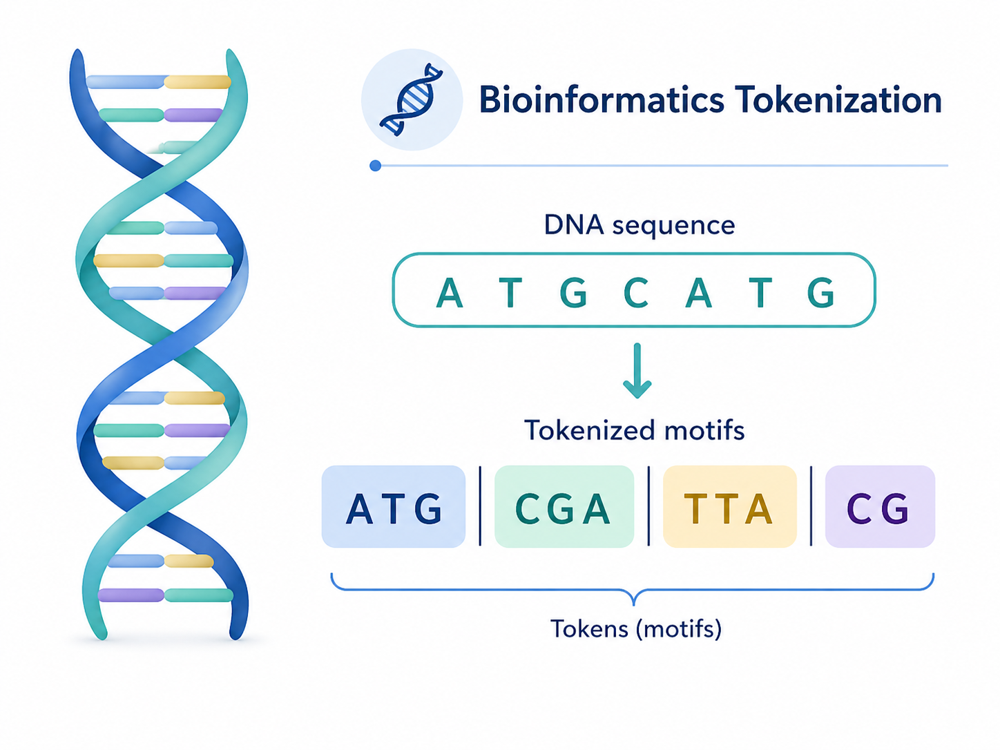 Bioinformatics Tokenization
DNA sequence
A T G C A T G
Tokenized motifs
ATG | CGA | TTA | CG
Tokens (motifs)